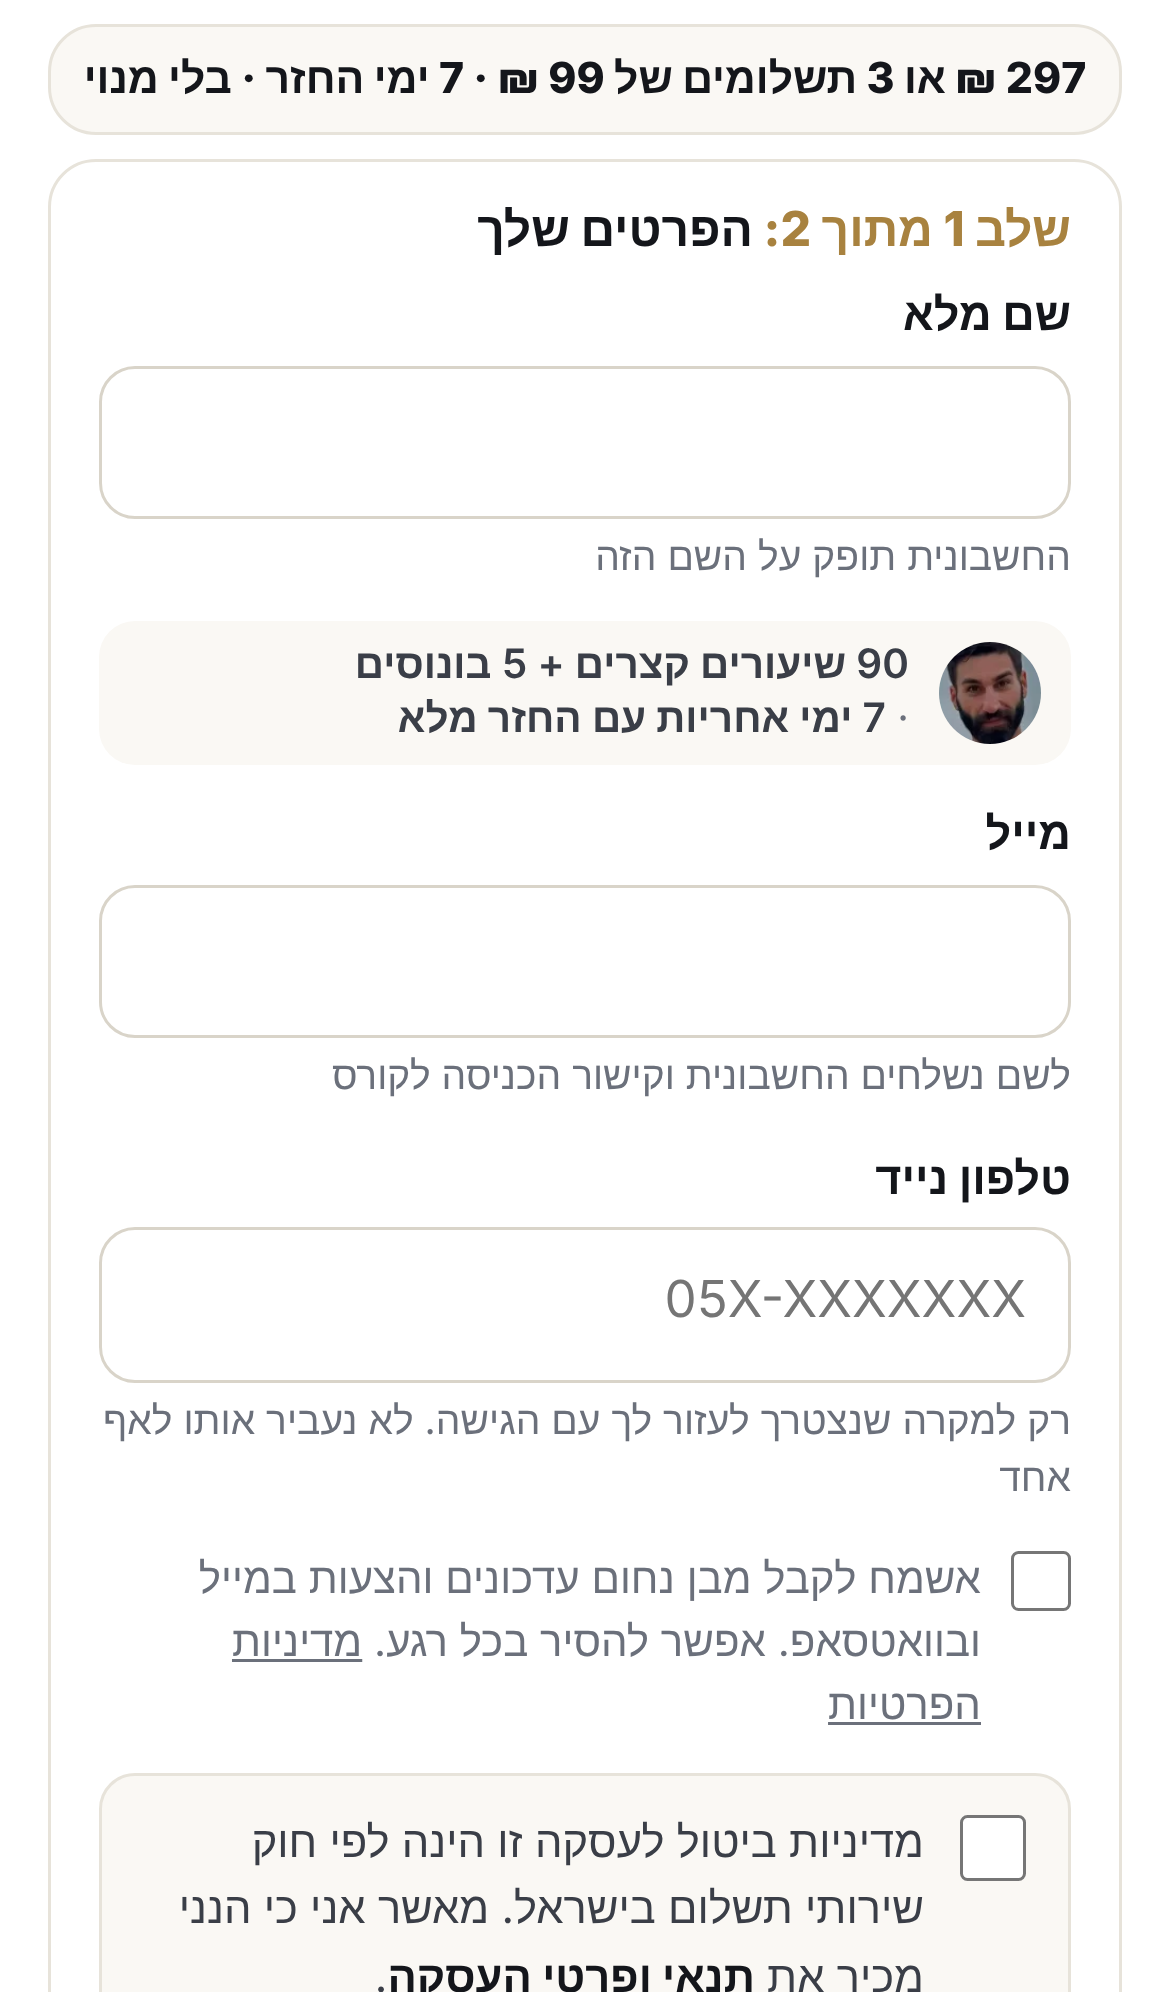 297 ₪ או 3 תשלומים של 99 ₪ · 7 ימי החזר · בלי מנוי
שלב 1 מתוך 2: הפרטים שלך
שם מלא
החשבונית תופק על השם הזה
90 שיעורים קצרים + 5 בונוסים
· 7 ימי אחריות עם החזר מלא
מייל
לשם נשלחים החשבונית וקישור הכניסה לקורס
טלפון נייד
05X-XXXXXXX
רק למקרה שנצטרך לעזור לך עם הגישה. לא נעביר אותו לאף
אחד
אשמח לקבל מבן נחום עדכונים והצעות במייל
ובוואטסאפ. אפשר להסיר בכל רגע. מדיניות
הפרטיות
מדיניות ביטול לעסקה זו הינה לפי חוק
שירותי תשלום בישראל. מאשר אני כי הנני
מכיר את תנאי ופרטי העסקה.